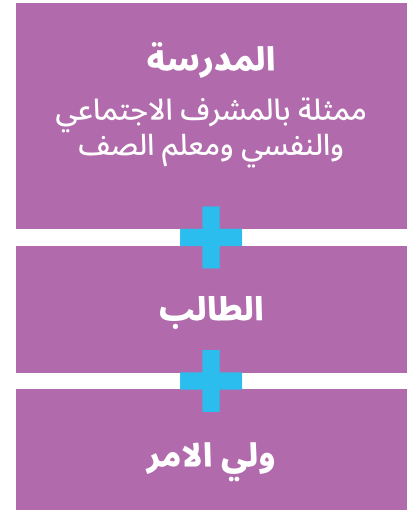 المدرسة
ممثلة بالمشرف الاجتماعي
والنفسي ومعلم الصف
الطالب
ولي الامر